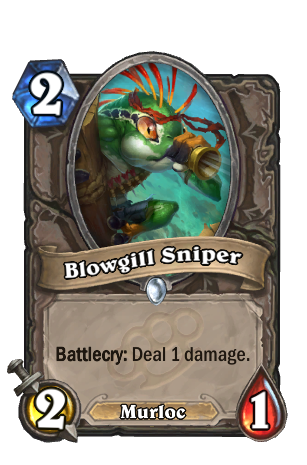 2
Blowgill Sniper
Battlecry: Deal 1 damage.
2
Murloc
1